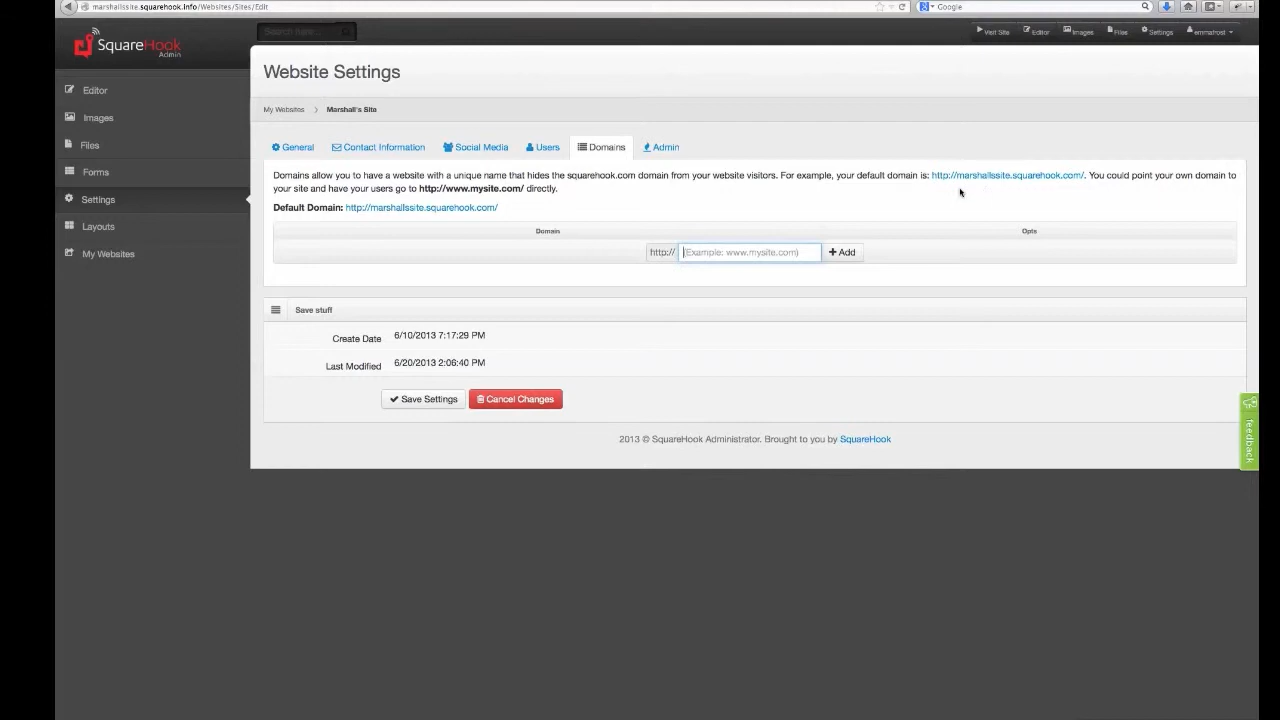 marshallssite.squarehook.info/Websites/Sites/Edit
Google
SquareHook
Admin
Search here...
Visit Site
Editor
Images
Files
Settings
emmafrost
Editor
Images
Files
Forms
Settings
Layouts
My Websites
Website Settings
My Websites
Marshall's Site
General
Contact Information
Social Media
Users
Domains
Admin
Domains allow you to have a website with a unique name that hides the squarehook.com domain from your website visitors. For example, your default domain is: http://marshallssite.squarehook.com/. You could point your own domain to
your site and have your users go to http://www.mysite.com/ directly.
Default Domain: http://marshallssite.squarehook.com/
Domain
Opts
http://
(Example: www.mysite.com)
Add
Save stuff
Create Date
6/10/2013 7:17:29 PM
Last Modified
6/20/2013 2:06:40 PM
Save Settings
Cancel Changes
2013 © SquareHook Administrator. Brought to you by SquareHook
feedback